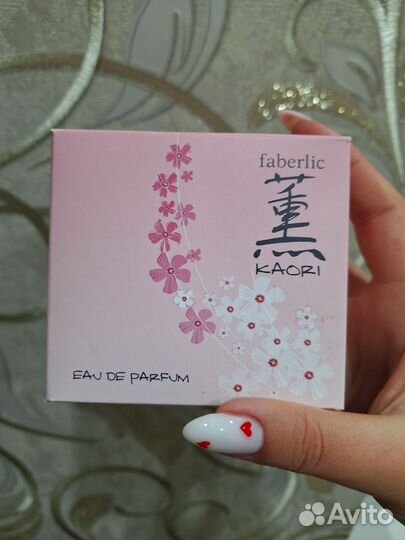 faberlic
薫
KAORI
EAU DE PARFUM
Avito